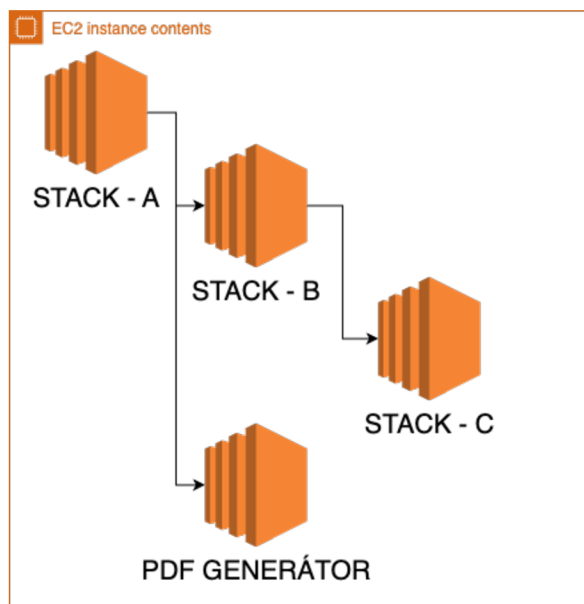 EC2 instance contents
STACK - A
STACK - B
STACK - C
PDF GENERÁTOR